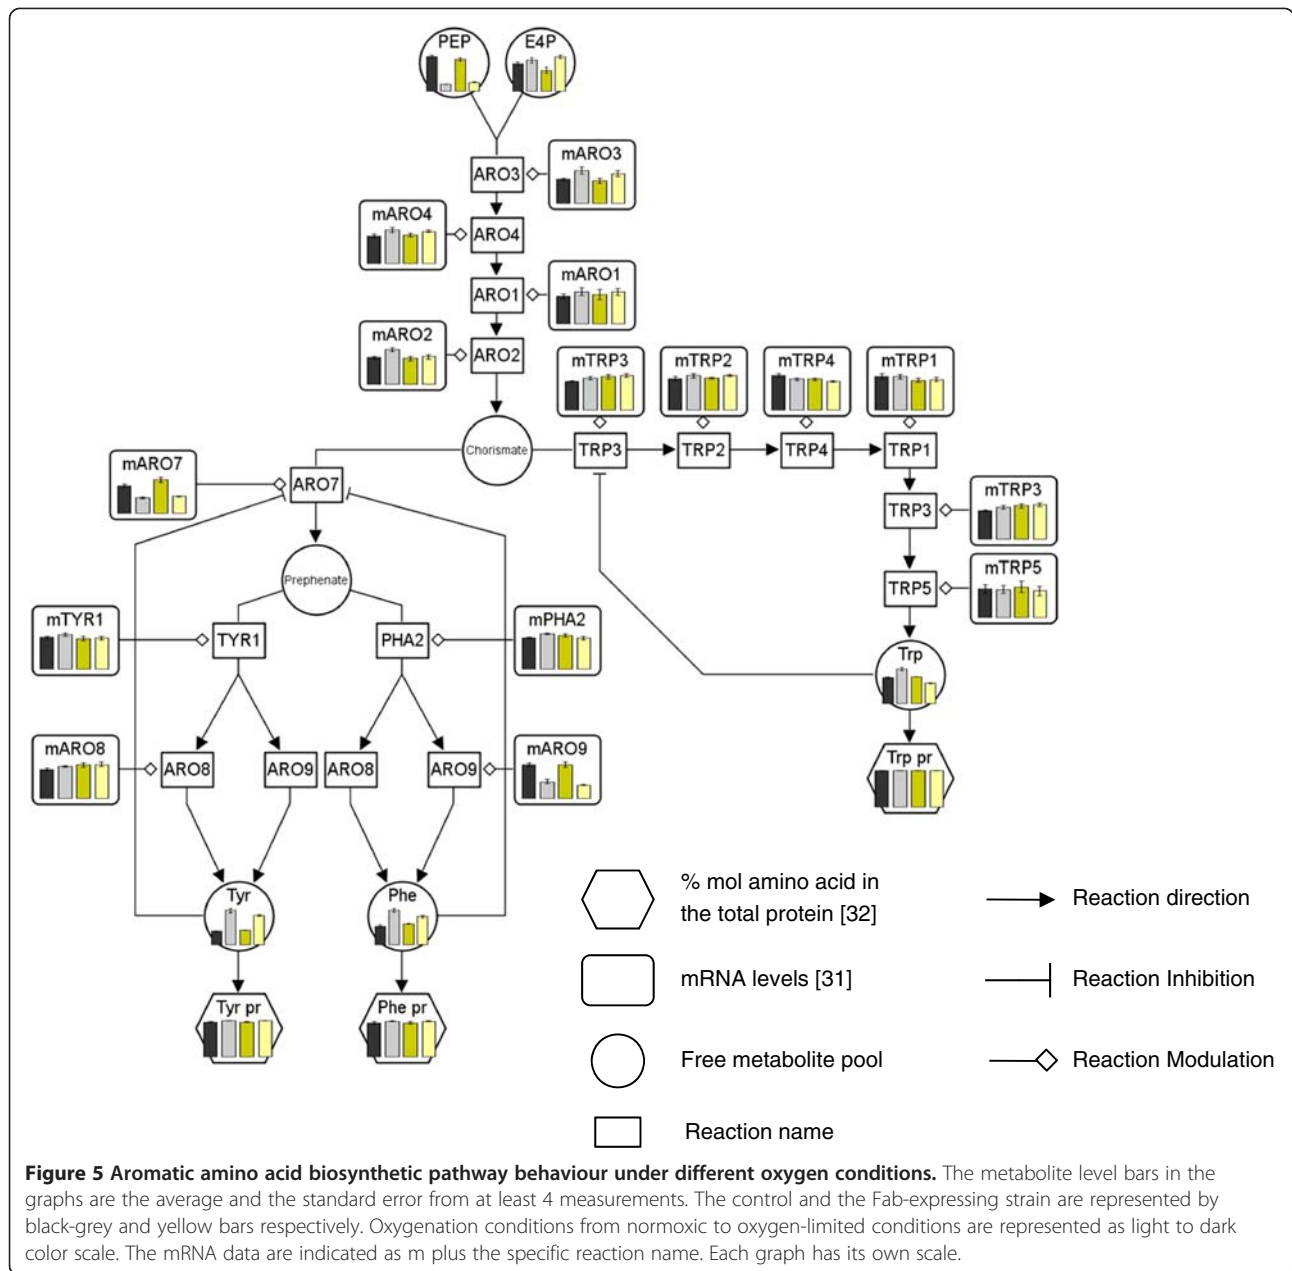 PEP
E4P
ARO3
mARO3
mARO4
ARO4
ARO1
mARO1
mARO2
ARO2
mTRP3
mTRP2
mTRP4
mTRP1
Chorismate
TRP3
TRP2
TRP4
TRP1
mARO7
ARO7
TRP3
mTRP3
Prephenate
TRP5
mTRP5
mTYR1
TYR1
PHA2
mPHA2
Trp
mARO8
ARO8
ARO9
ARO8
ARO9
mARO9
Trp pr
Tyr
Phe
Tyr pr
Phe pr
% mol amino acid in
the total protein [32]
Reaction direction
mRNA levels [31]
Reaction Inhibition
Free metabolite pool
Reaction Modulation
Reaction name
Figure 5 Aromatic amino acid biosynthetic pathway behaviour under different oxygen conditions. The metabolite level bars in the
graphs are the average and the standard error from at least 4 measurements. The control and the Fab-expressing strain are represented by
black-grey and yellow bars respectively. Oxygenation conditions from normoxic to oxygen-limited conditions are represented as light to dark
color scale. The mRNA data are indicated as m plus the specific reaction name. Each graph has its own scale.